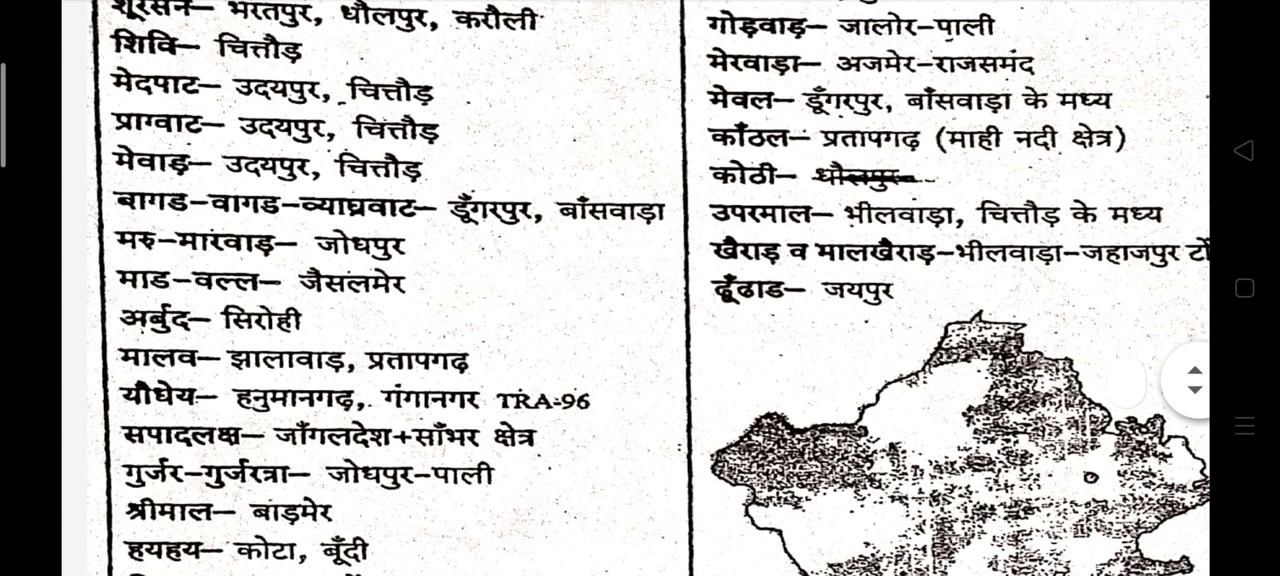 शूरसेन– भरतपुर, धौलपुर, करौली
शिवि– चित्तौड़
मेदपाट– उदयपुर, चित्तौड़
प्राग्वाट– उदयपुर, चित्तौड़
मेवाड़– उदयपुर, चित्तौड़
बागड–वागड–व्याघ्रवाट– डूँगरपुर, बाँसवाड़ा
मरु–मारवाड़– जोधपुर
माड–वल्ल– जैसलमेर
अर्बुद– सिरोही
मालव– झालावाड़, प्रतापगढ़
यौधेय– हनुमानगढ़, गंगानगर TRA-96
सपादलक्ष– जाँगलदेश+साँभर क्षेत्र
गुर्जर–गुर्जरत्रा– जोधपुर–पाली
श्रीमाल– बाड़मेर
हयहय– कोटा, बूँदी
गोड़वाड़– जालोर–पाली
मेरवाड़ा– अजमेर–राजसमंद
मेवल– डूँगरपुर, बाँसवाड़ा के मध्य
काँठल– प्रतापगढ़ (माही नदी क्षेत्र)
कोठी– धौलपुर
उपरमाल– भीलवाड़ा, चित्तौड़ के मध्य
खैराड़ व मालखैराड़–भीलवाड़ा–जहाजपुर टों
ढूँढाड– जयपुर